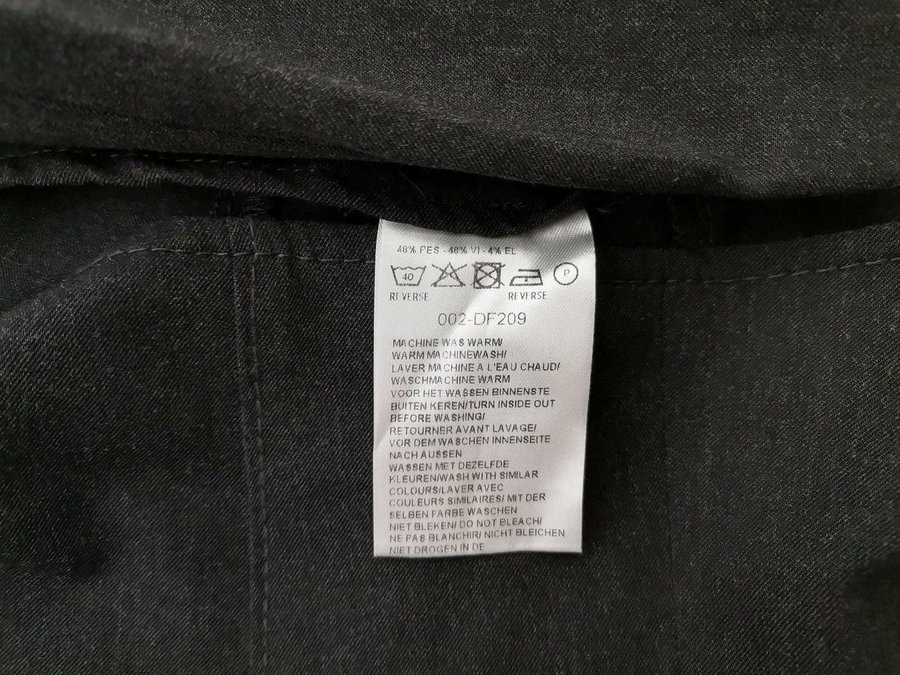 48% PES - 48% VI - 4% EL
40 P
REVERSE REVERSE
002-DF209
MACHINE WAS WARM/
WARM MACHINEWASH/
LAVER MACHINE A L'EAU CHAUD/
WASCHMACHINE WARM
VOOR HET WASSEN BINNENSTE
BUITEN KEREN/TURN INSIDE OUT
BEFORE WASHING/
RETOURNER AVANT LAVAGE/
VOR DEM WASCHEN INNENSEITE
NACH AUSSEN
WASSEN MET DEZELFDE
KLEUREN/WASH WITH SIMILAR
COLOURS/LAVER AVEC
COULEURS SIMILAIRES/ MIT DER
SELBEN FARBE WASCHEN
NIET BLEKEN/ DO NOT BLEACH/
NE PAS BLANCHIR/ NICHT BLEICHEN
NIET DROGEN IN DE